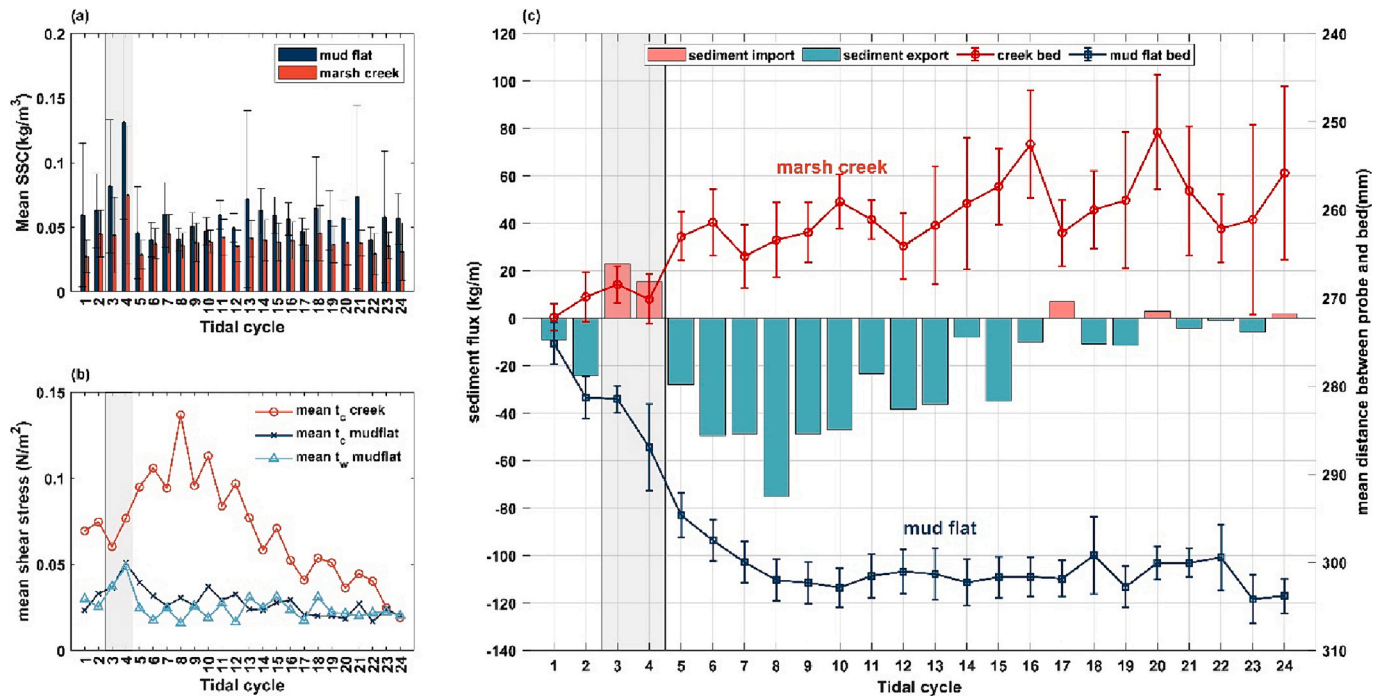 (a)
0.2
0.15
0.1
0.05
0
Mean SSC(kg/m³)
mud flat
marsh creek
1 2 3 4 5 6 7 8 9 10 11 12 13 14 15 16 17 18 19 20 21 22 23 24
Tidal cycle
(b)
0.15
0.1
0.05
0
mean shear stress (N/m²)
mean t_c creek
mean t_c mudflat
mean t_w mudflat
1 2 3 4 5 6 7 8 9 10 11 12 13 14 15 16 17 18 19 20 21 22 23 24
Tidal cycle
(c)
120
100
80
60
40
20
0
-20
-40
-60
-80
-100
-120
-140
sediment flux (kg/m)
sediment import
sediment export
creek bed
mud flat bed
marsh creek
mud flat
240
250
260
270
280
290
300
310
mean distance between probe and bed(mm)
1 2 3 4 5 6 7 8 9 10 11 12 13 14 15 16 17 18 19 20 21 22 23 24
Tidal cycle